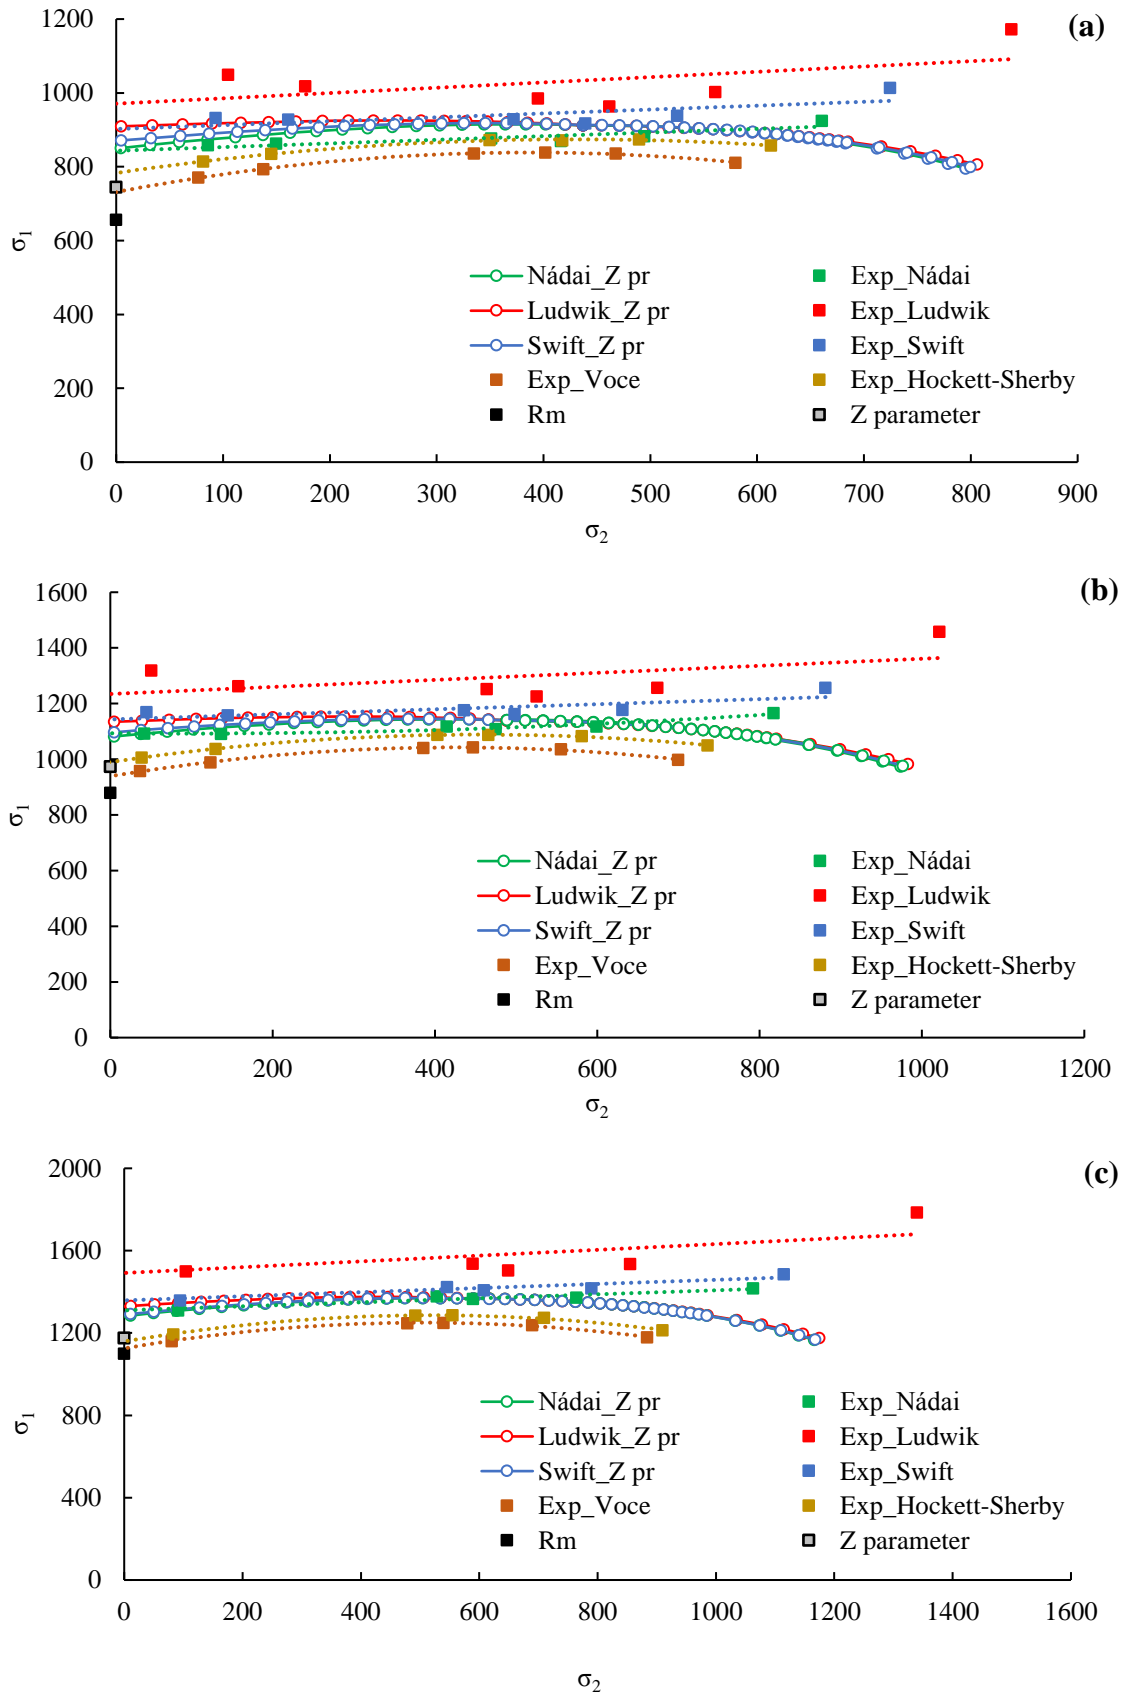 (a)
1200
1000
800
600
400
200
0
σ1
Nádai_Z pr
Exp_Nádai
Ludwik_Z pr
Exp_Ludwik
Swift_Z pr
Exp_Swift
Exp_Voce
Exp_Hockett-Sherby
Rm
Z parameter
0 100 200 300 400 500 600 700 800 900
σ2
(b)
1600
1400
1200
1000
800
600
400
200
0
σ1
Nádai_Z pr
Exp_Nádai
Ludwik_Z pr
Exp_Ludwik
Swift_Z pr
Exp_Swift
Exp_Voce
Exp_Hockett-Sherby
Rm
Z parameter
0 200 400 600 800 1000 1200
σ2
(c)
2000
1600
1200
800
400
0
σ1
Nádai_Z pr
Exp_Nádai
Ludwik_Z pr
Exp_Ludwik
Swift_Z pr
Exp_Swift
Exp_Voce
Exp_Hockett-Sherby
Rm
Z parameter
0 200 400 600 800 1000 1200 1400 1600
σ2